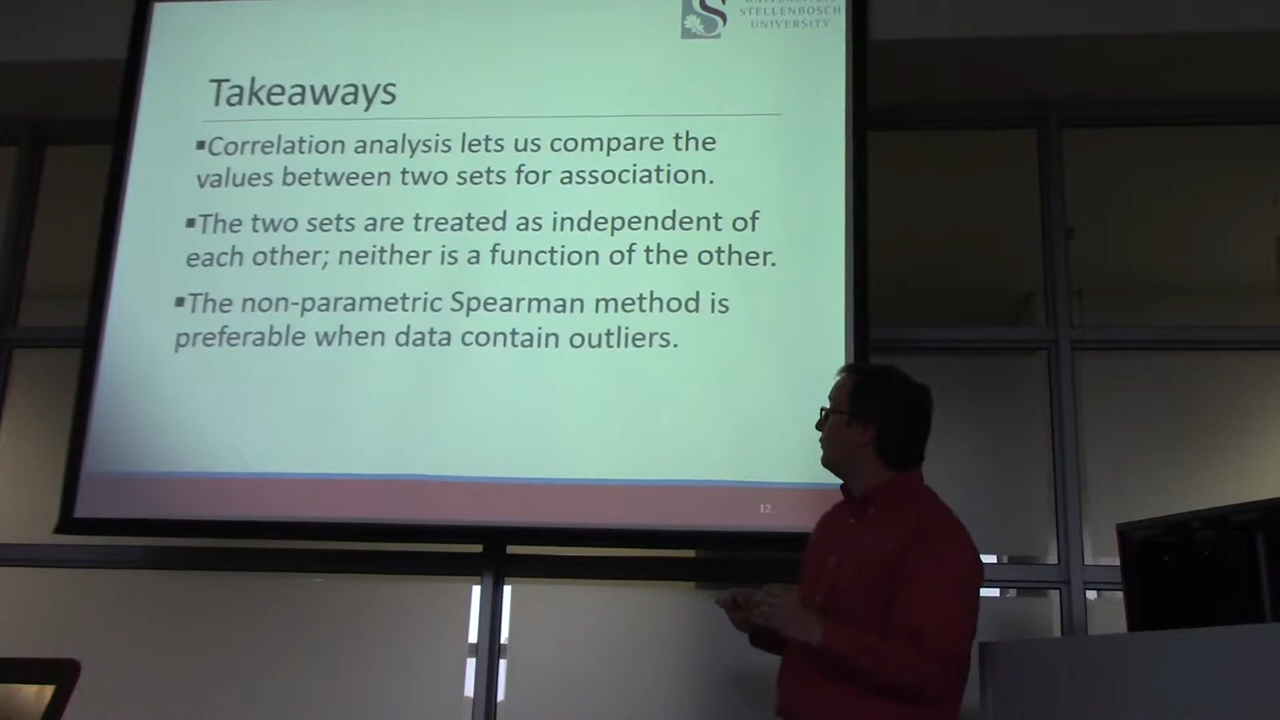 STELLENBOSCH
UNIVERSITY
Takeaways
▪Correlation analysis lets us compare the
values between two sets for association.
▪The two sets are treated as independent of
each other; neither is a function of the other.
▪The non-parametric Spearman method is
preferable when data contain outliers.